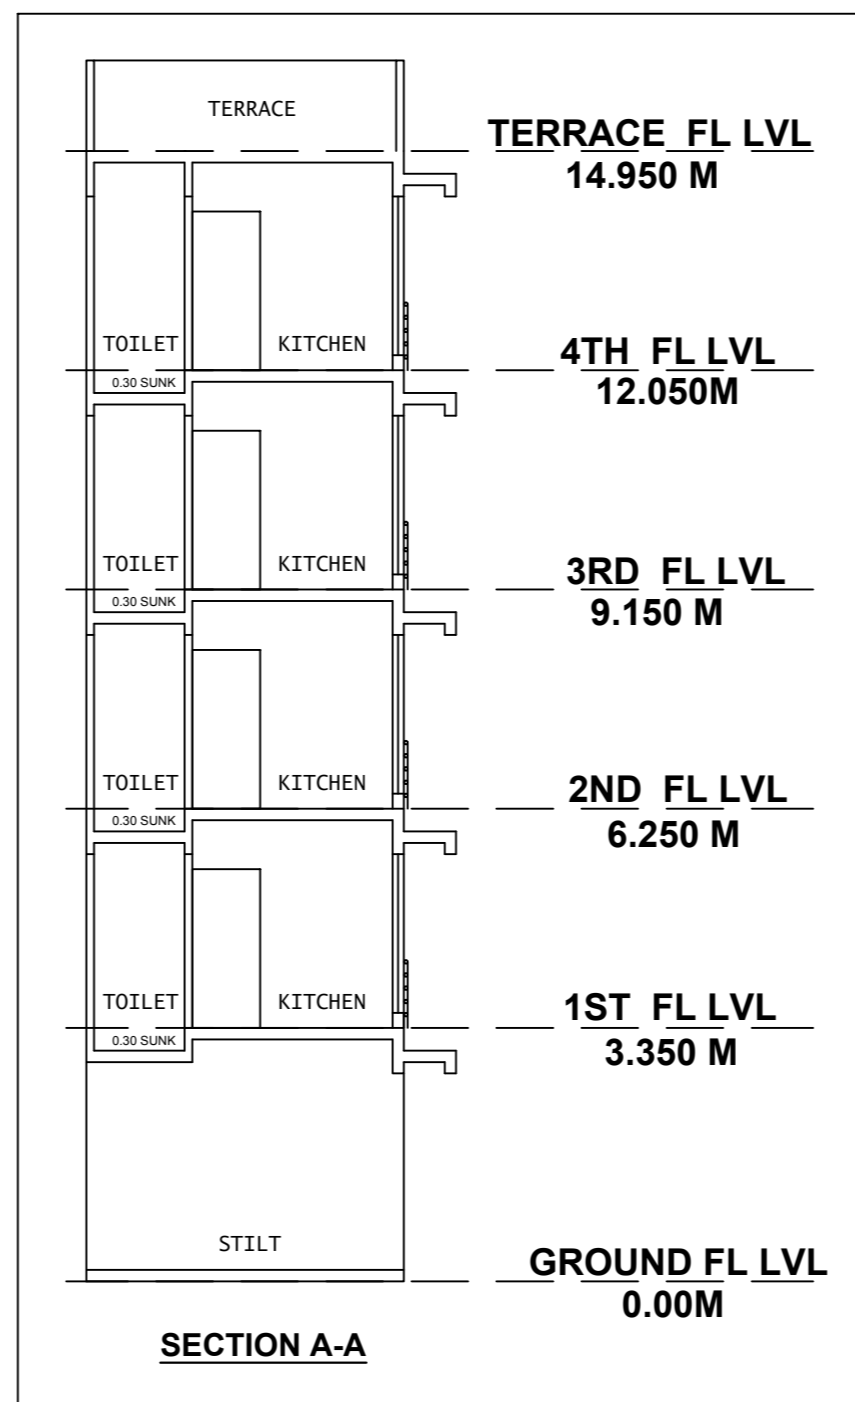 TERRACE
TERRACE FL LVL
14.950 M
TOILET KITCHEN
4TH FL LVL
0.30 SUNK
12.050M
TOILET KITCHEN
3RD FL LVL
0.30 SUNK
9.150 M
TOILET KITCHEN
2ND FL LVL
0.30 SUNK
6.250 M
TOILET KITCHEN
1ST FL LVL
0.30 SUNK
3.350 M
STILT
GROUND FL LVL
0.00M
SECTION A-A